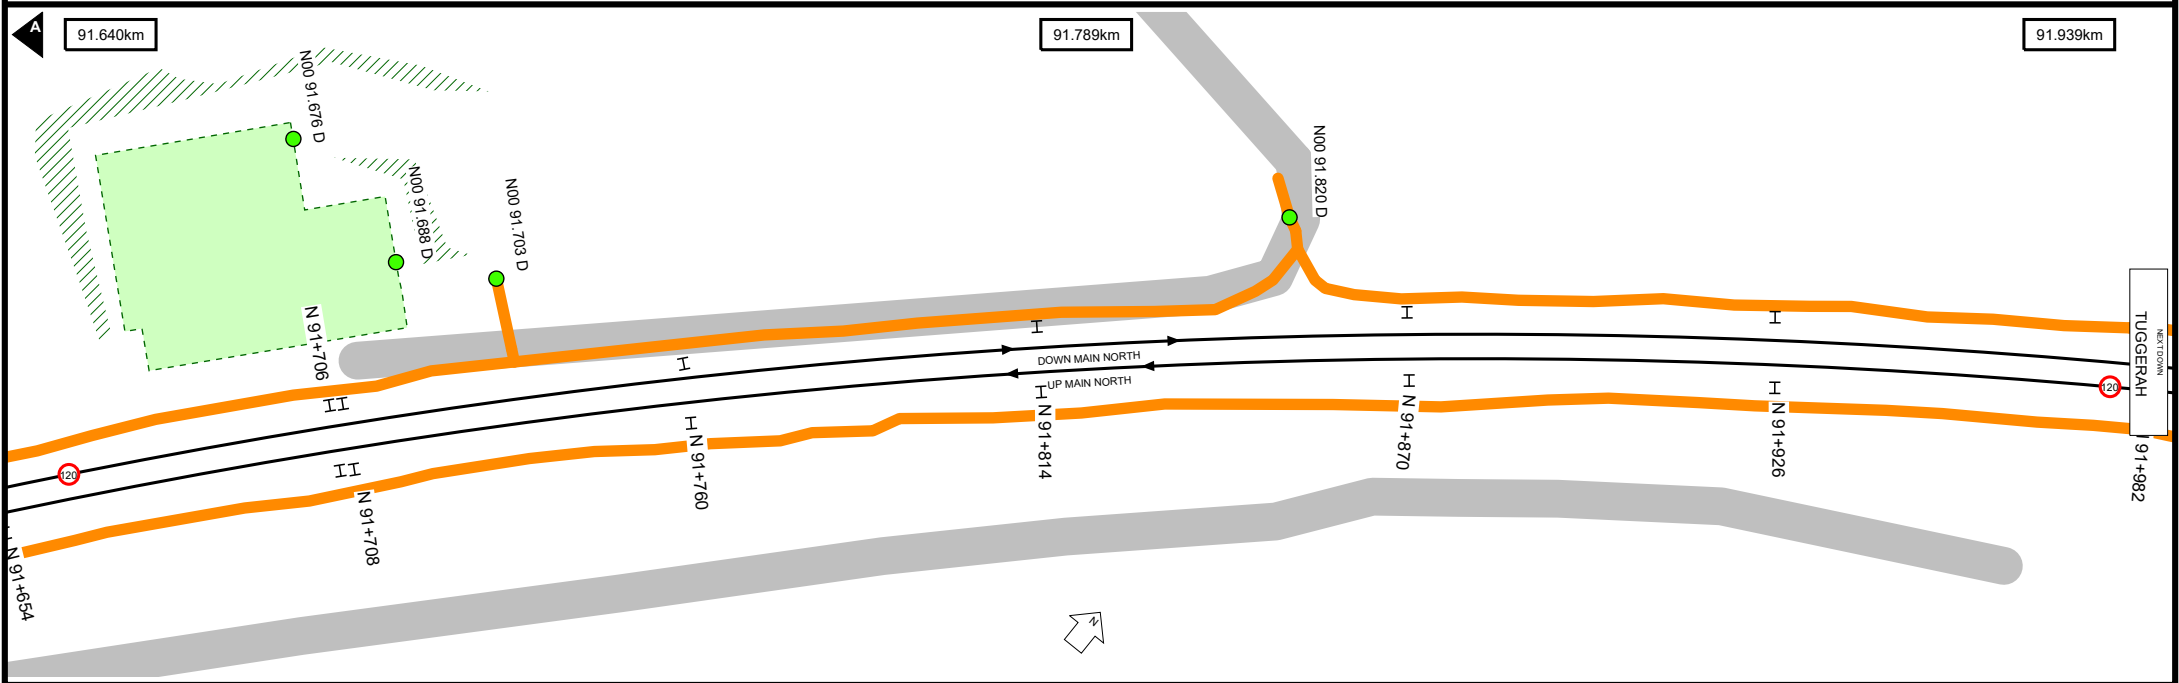 A
91.640km
91.789km
91.939km
N00 91.676 D
N00 91.688 D
N00 91.703 D
N00 91.820 D
N 91+706
DOWN MAIN NORTH
UP MAIN NORTH
120
120
NEXT DOWN
TUGGERAH
N 91+654
N 91+708
N 91+760
N 91+814
N 91+870
N 91+926
91+982
N